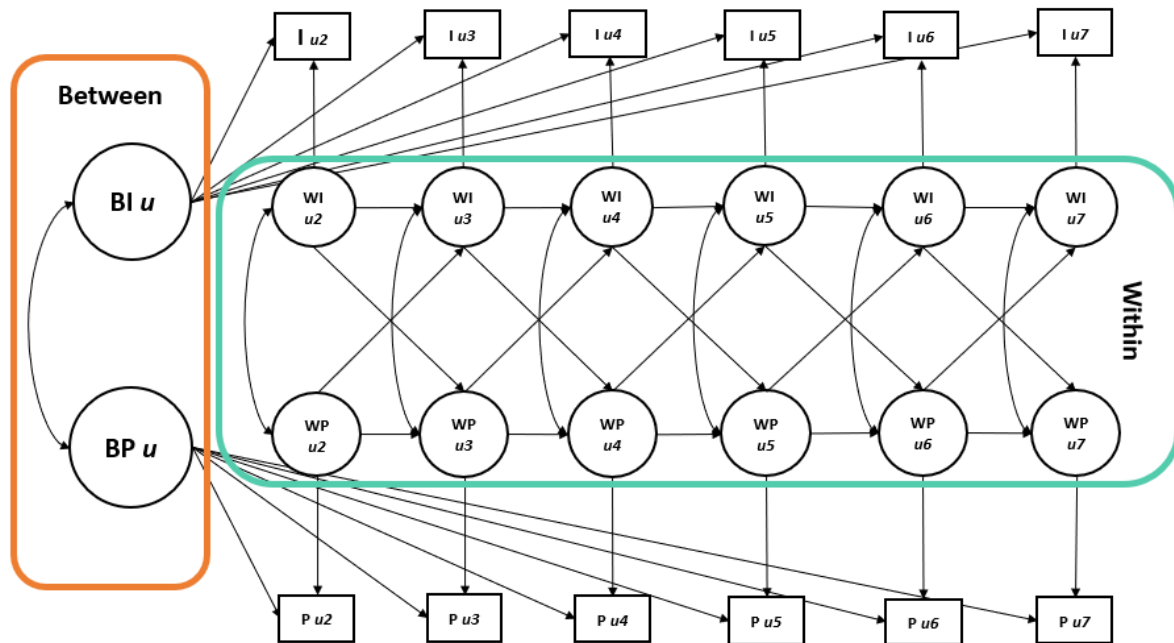 I u2
I u3
I u4
I u5
I u6
I u7
Between
BI u
WI
u2
WI
u3
WI
u4
WI
u5
WI
u6
WI
u7
Within
BP u
WP
u2
WP
u3
WP
u4
WP
u5
WP
u6
WP
u7
P u2
P u3
P u4
P u5
P u6
P u7